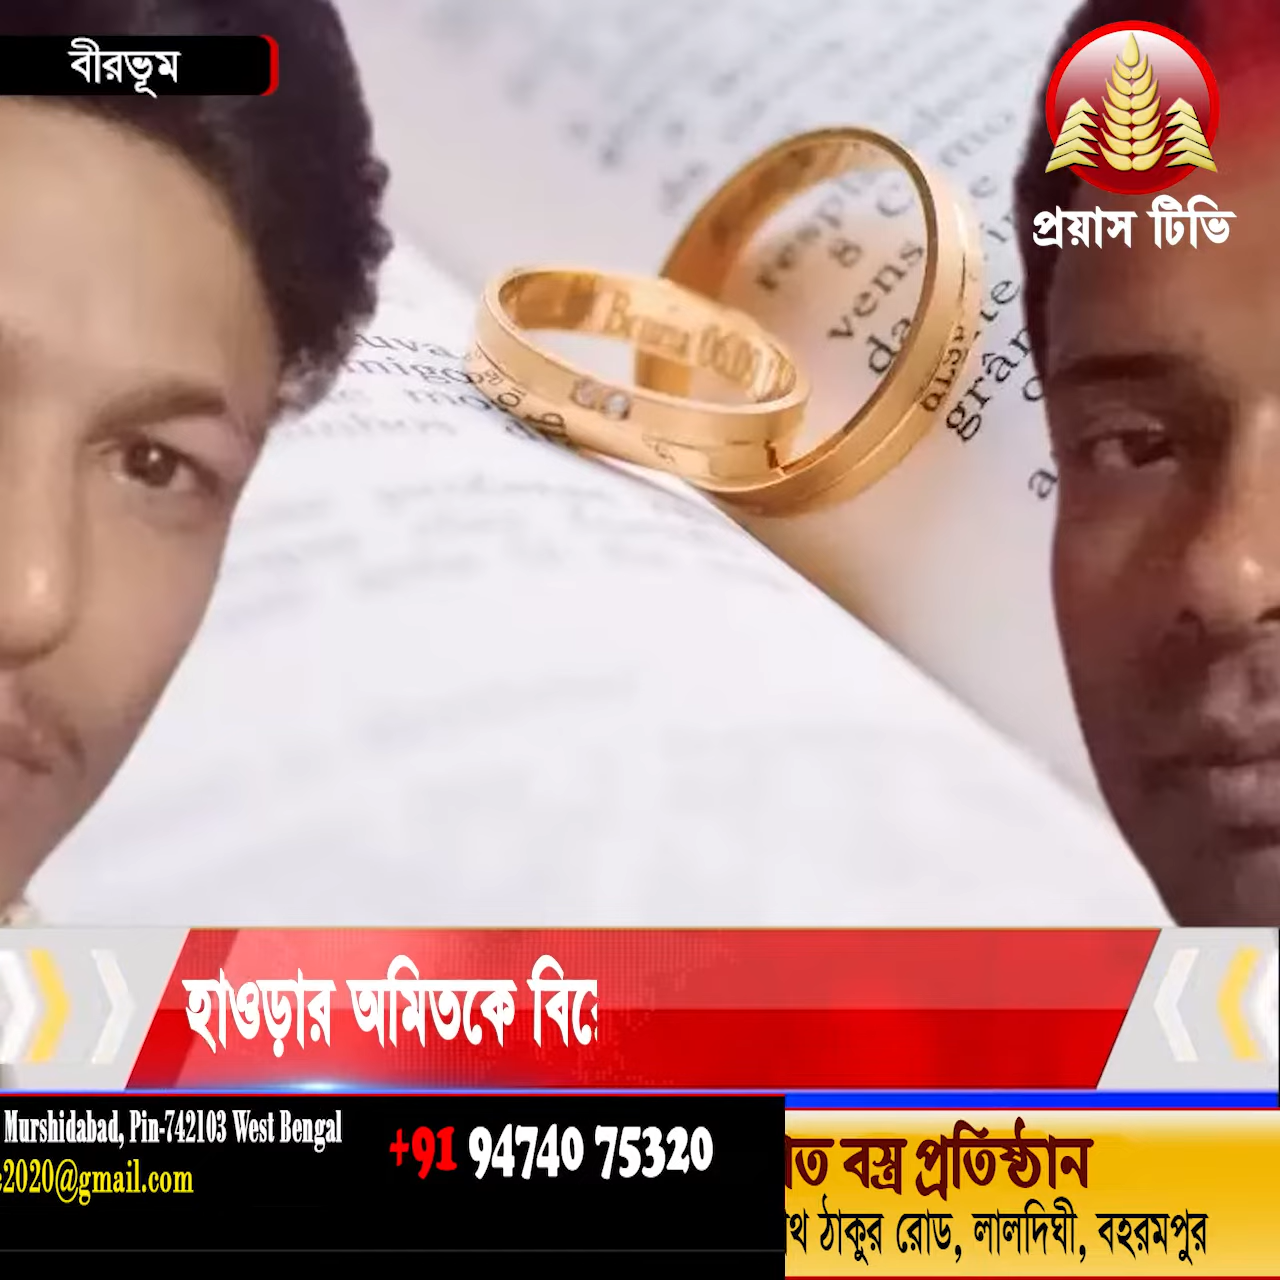 বীরভূম
প্রয়াস টিভি
হাওড়ার অমিতকে
Murshidabad, Pin-742103 West Bengal
2020@gmail.com
+91 94740 75320
বস্ত্র প্রতিষ্ঠান
ঠাকুর রোড, লালদিঘী, বহরমপুর